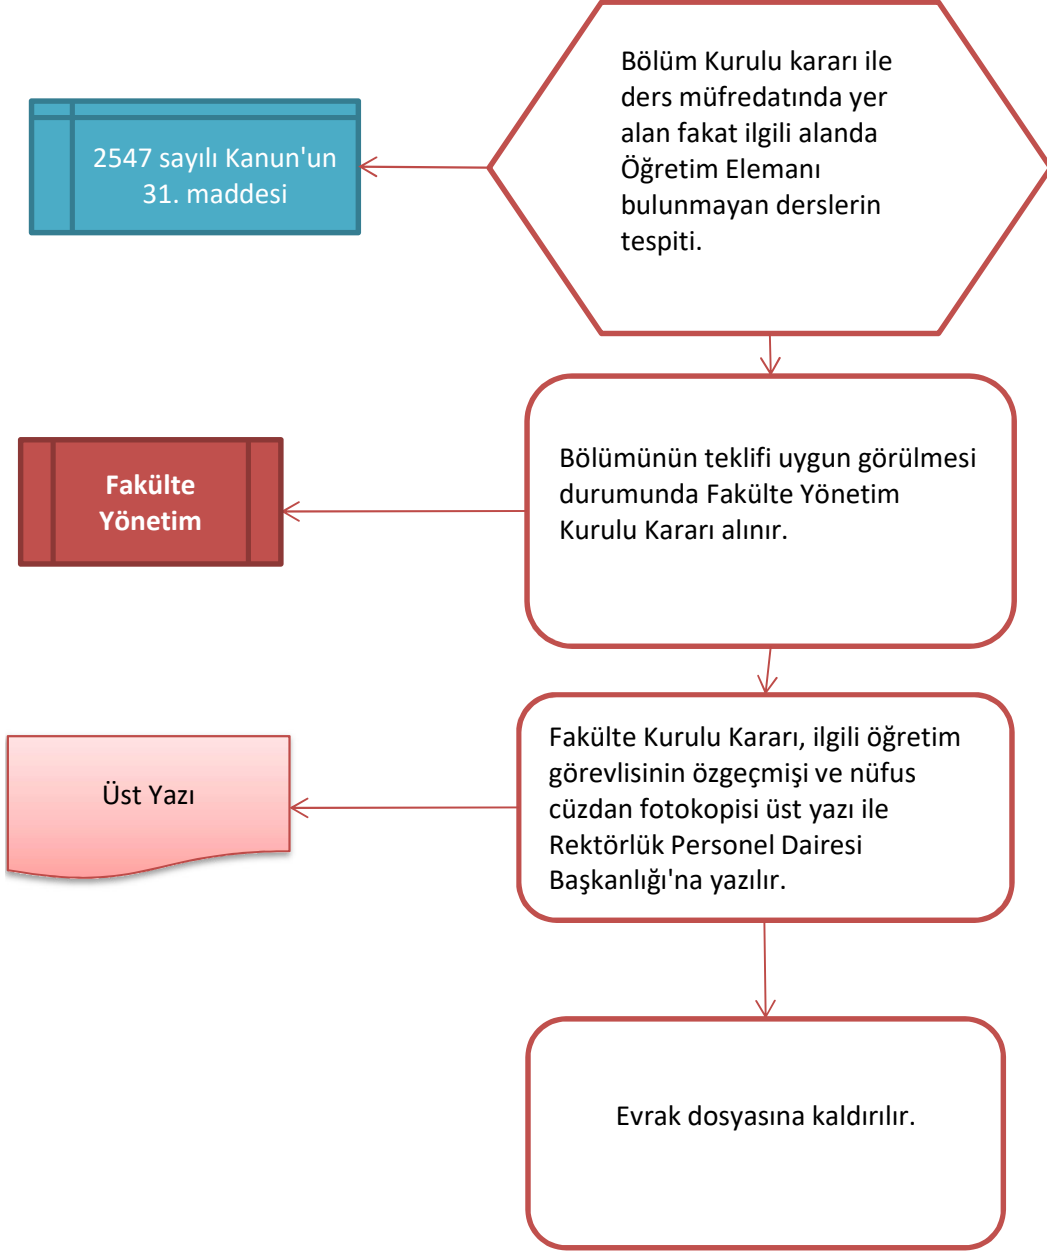 Bölüm Kurulu kararı ile
ders müfredatında yer
alan fakat ilgili alanda
Öğretim Elemanı
bulunmayan derslerin
tespiti.
2547 sayılı Kanun'un
31. maddesi
Bölümünün teklifi uygun görülmesi
durumunda Fakülte Yönetim
Kurulu Kararı alınır.
Fakülte
Yönetim
Fakülte Kurulu Kararı, ilgili öğretim
görevlisinin özgeçmişi ve nüfus
cüzdan fotokopisi üst yazı ile
Rektörlük Personel Dairesi
Başkanlığı'na yazılır.
Üst Yazı
Evrak dosyasına kaldırılır.